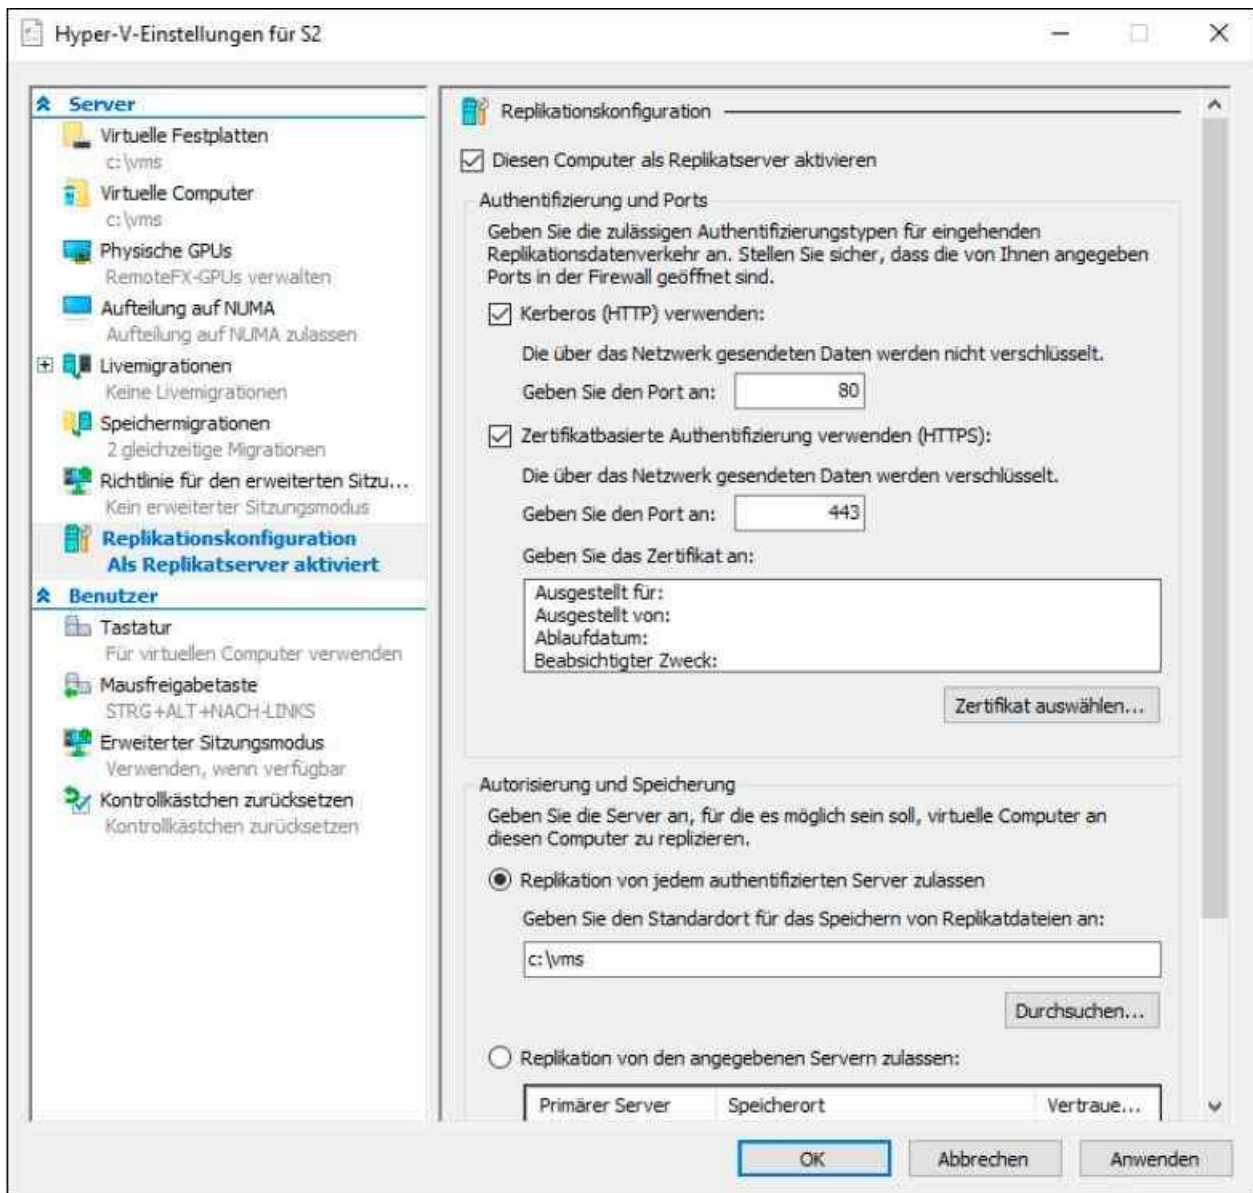 Hyper-V-Einstellungen für S2
Server
Virtuelle Festplatten
c:\vms
Virtuelle Computer
c:\vms
Physische GPUs
RemoteFX-GPUs verwalten
Aufteilung auf NUMA
Aufteilung auf NUMA zulassen
Livemigrationen
Keine Livemigrationen
Speichermigrationen
2 gleichzeitige Migrationen
Richtlinie für den erweiterten Sitzu...
Kein erweiterter Sitzungsmodus
Replikationskonfiguration
Als Replikatserver aktiviert
Benutzer
Tastatur
Für virtuellen Computer verwenden
Mausfreigabetaste
STRG+ALT+NACH-LINKS
Erweiterter Sitzungsmodus
Verwenden, wenn verfügbar
Kontrollkästchen zurücksetzen
Kontrollkästchen zurücksetzen
Replikationskonfiguration
Diesen Computer als Replikatserver aktivieren
Authentifizierung und Ports
Geben Sie die zulässigen Authentifizierungstypen für eingehenden
Replikationsdatenverkehr an. Stellen Sie sicher, dass die von Ihnen angegeben
Ports in der Firewall geöffnet sind.
Kerberos (HTTP) verwenden:
Die über das Netzwerk gesendeten Daten werden nicht verschlüsselt.
Geben Sie den Port an: 80
Zertifikatbasierte Authentifizierung verwenden (HTTPS):
Die über das Netzwerk gesendeten Daten werden verschlüsselt.
Geben Sie den Port an: 443
Geben Sie das Zertifikat an:
Ausgestellt für:
Ausgestellt von:
Ablaufdatum:
Beabsichtigter Zweck:
Zertifikat auswählen...
Autorisierung und Speicherung
Geben Sie die Server an, für die es möglich sein soll, virtuelle Computer an
diesen Computer zu replizieren.
Replikation von jedem authentifizierten Server zulassen
Geben Sie den Standardort für das Speichern von Replikatdateien an:
c:\vms
Durchsuchen...
Replikation von den angegebenen Servern zulassen:
Primärer Server Speicherort Vertraue...
OK Abbrechen Anwenden